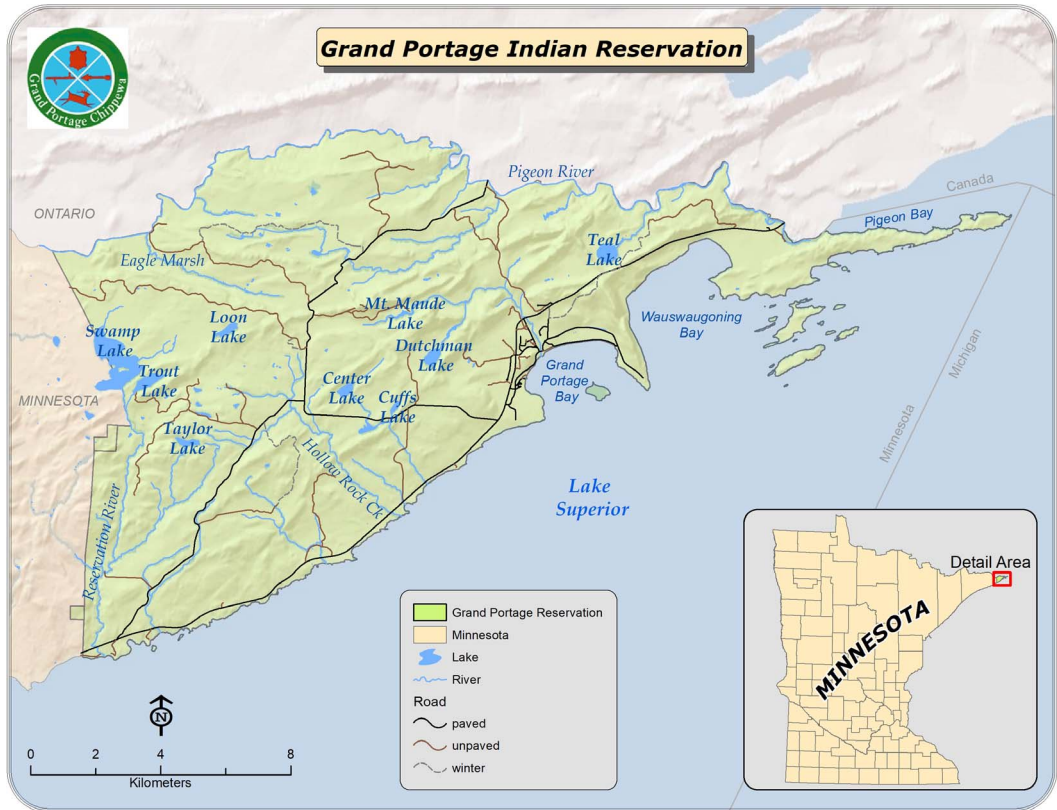 Grand Portage Indian Reservation
Grand Portage Chippewa
ONTARIO
Pigeon River
Canada
Pigeon Bay
Teal
Lake
Eagle Marsh
Mt. Maude
Lake
Loon
Lake
Wauswaugoning
Bay
Swamp
Lake
Dutchman
Lake
Trout
Lake
Grand
Portage
Bay
Michigan
Minnesota
Center
Lake
Cuffs
Lake
MINNESOTA
Taylor
Lake
Hollow Rock Ck
Reservation River
Lake
Superior
Detail Area
MINNESOTA
Grand Portage Reservation
Minnesota
Lake
River
Road
paved
unpaved
winter
N
0 2 4 8
Kilometers